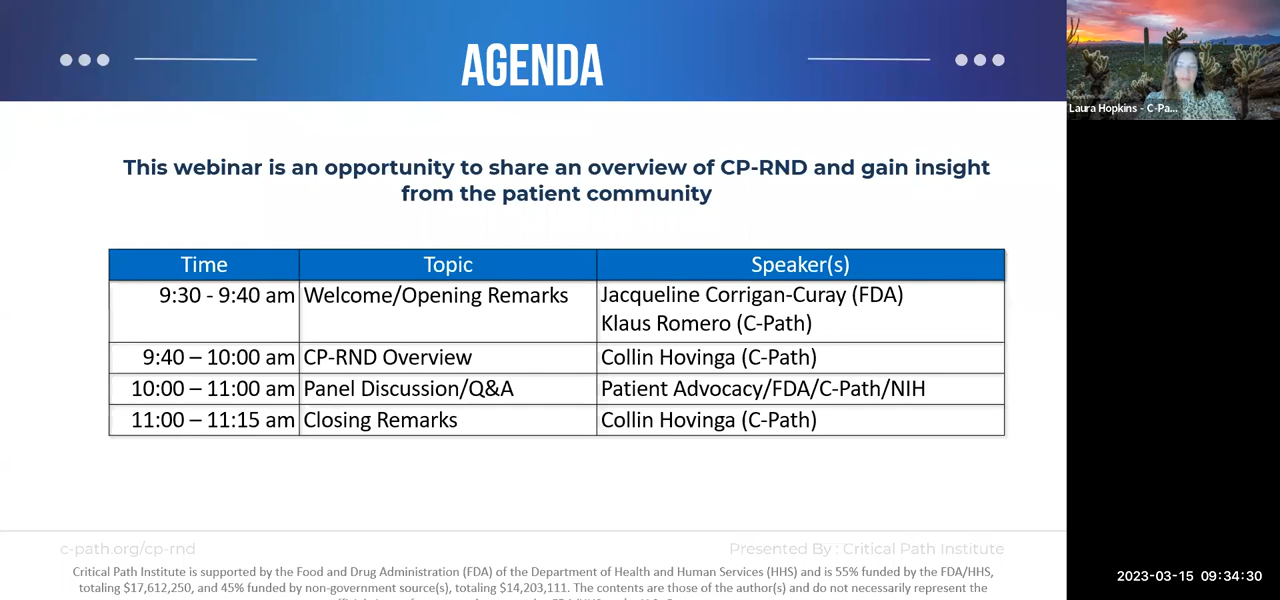 AGENDA
Laura Hopkins - C-Pa...
This webinar is an opportunity to share an overview of CP-RND and gain insight
from the patient community
Time Topic Speaker(s)
9:30 - 9:40 am Welcome/Opening Remarks Jacqueline Corrigan-Curay (FDA)
Klaus Romero (C-Path)
9:40 – 10:00 am CP-RND Overview Collin Hovinga (C-Path)
10:00 – 11:00 am Panel Discussion/Q&A Patient Advocacy/FDA/C-Path/NIH
11:00 – 11:15 am Closing Remarks Collin Hovinga (C-Path)
c-path.org/cp-rnd Presented By : Critical Path Institute
Critical Path Institute is supported by the Food and Drug Administration (FDA) of the Department of Health and Human Services (HHS) and is 55% funded by the FDA/HHS,
totaling $17,612,250, and 45% funded by non-government source(s), totaling $14,203,111. The contents are those of the author(s) and do not necessarily represent the
2023-03-15 09:34:30